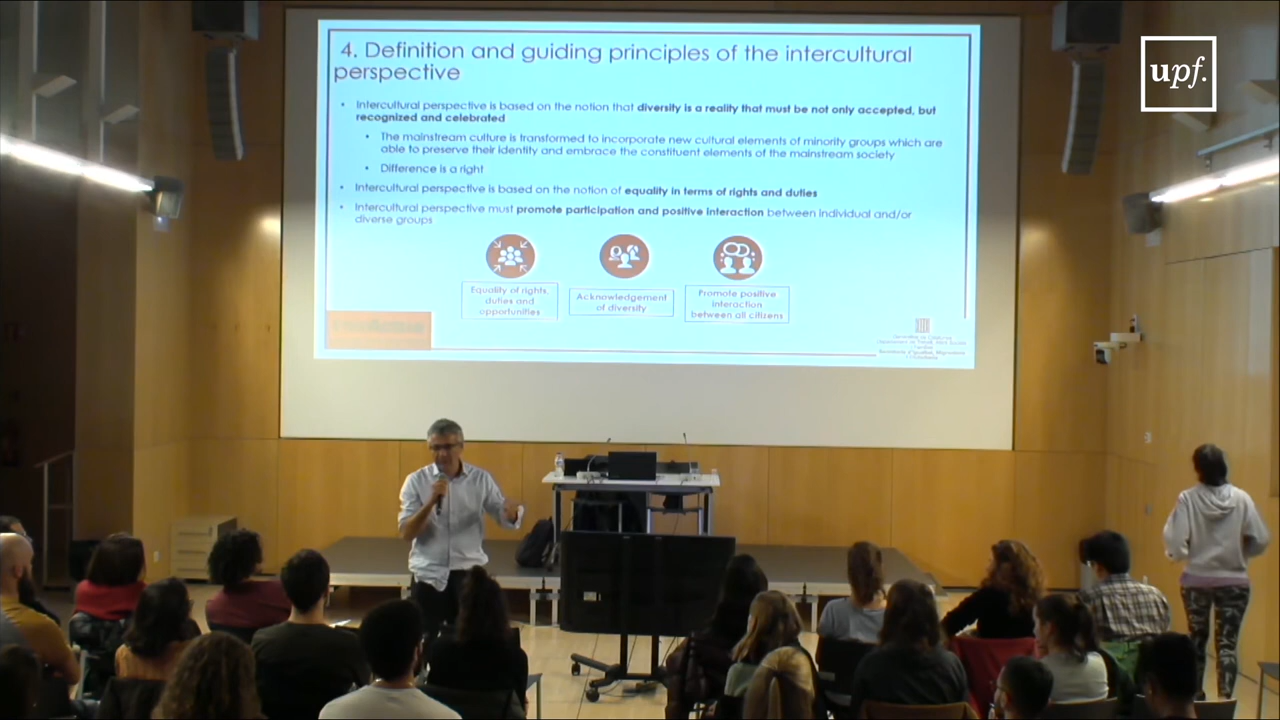 upf.
4. Definition and guiding principles of the intercultural
perspective
• Intercultural perspective is based on the notion that diversity is a reality that must be not only accepted, but
recognized and celebrated
• The mainstream culture is transformed to incorporate new cultural elements of minority groups which are
able to preserve their identity and embrace the constituent elements of the mainstream society
• Difference is a right
• Intercultural perspective is based on the notion of equality in terms of rights and duties
• Intercultural perspective must promote participation and positive interaction between individual and/or
diverse groups
Equality of rights,
duties and
opportunities
Acknowledgement
of diversity
Promote positive
interaction
between all citizens
Generalitat de Catalunya